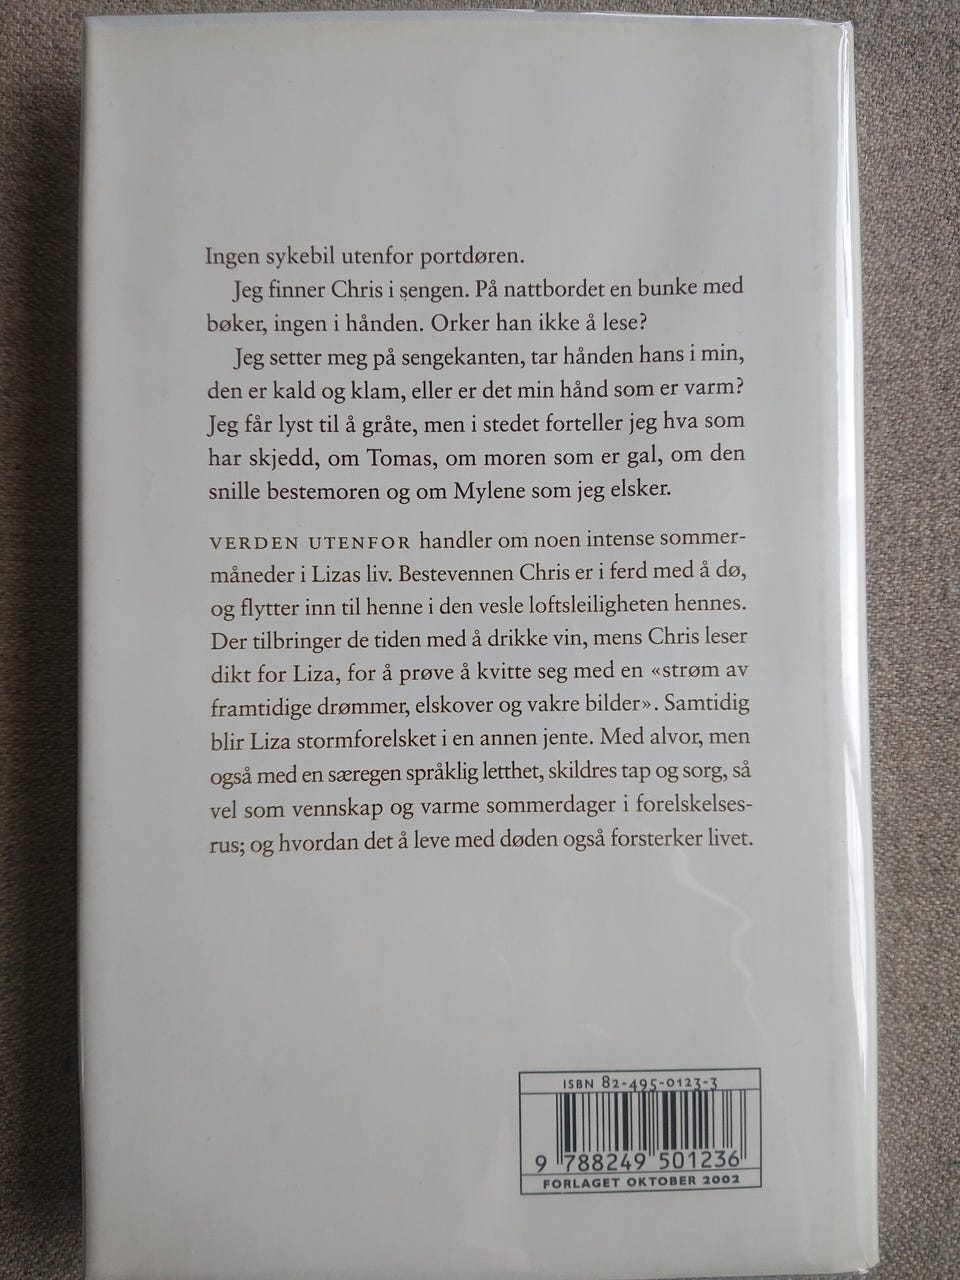 Ingen sykebil utenfor portdøren.
Jeg finner Chris i sengen. På nattbordet en bunke med
bøker, ingen i hånden. Orker han ikke å lese?
Jeg setter meg på sengekanten, tar hånden hans i min,
den er kald og klam, eller er det min hånd som er varm?
Jeg får lyst til å gråte, men i stedet forteller jeg hva som
har skjedd, om Tomas, om moren som er gal, om den
snille bestemoren og om Mylene som jeg elsker.
VERDEN UTENFOR handler om noen intense sommer-
måneder i Lizas liv. Bestevennen Chris er i ferd med å dø,
og flytter inn til henne i den vesle loftsleiligheten hennes.
Der tilbringer de tiden med å drikke vin, mens Chris leser
dikt for Liza, for å prøve å kvitte seg med en «strøm av
framtidige drømmer, elskover og vakre bilder». Samtidig
blir Liza stormforelsket i en annen jente. Med alvor, men
også med en særegen språklig letthet, skildres tap og sorg, så
vel som vennskap og varme sommerdager i forelskelses-
rus; og hvordan det å leve med døden også forsterker livet.
ISBN 82-495-0123-3
9 788249 501236
FORLAGET OKTOBER 2002